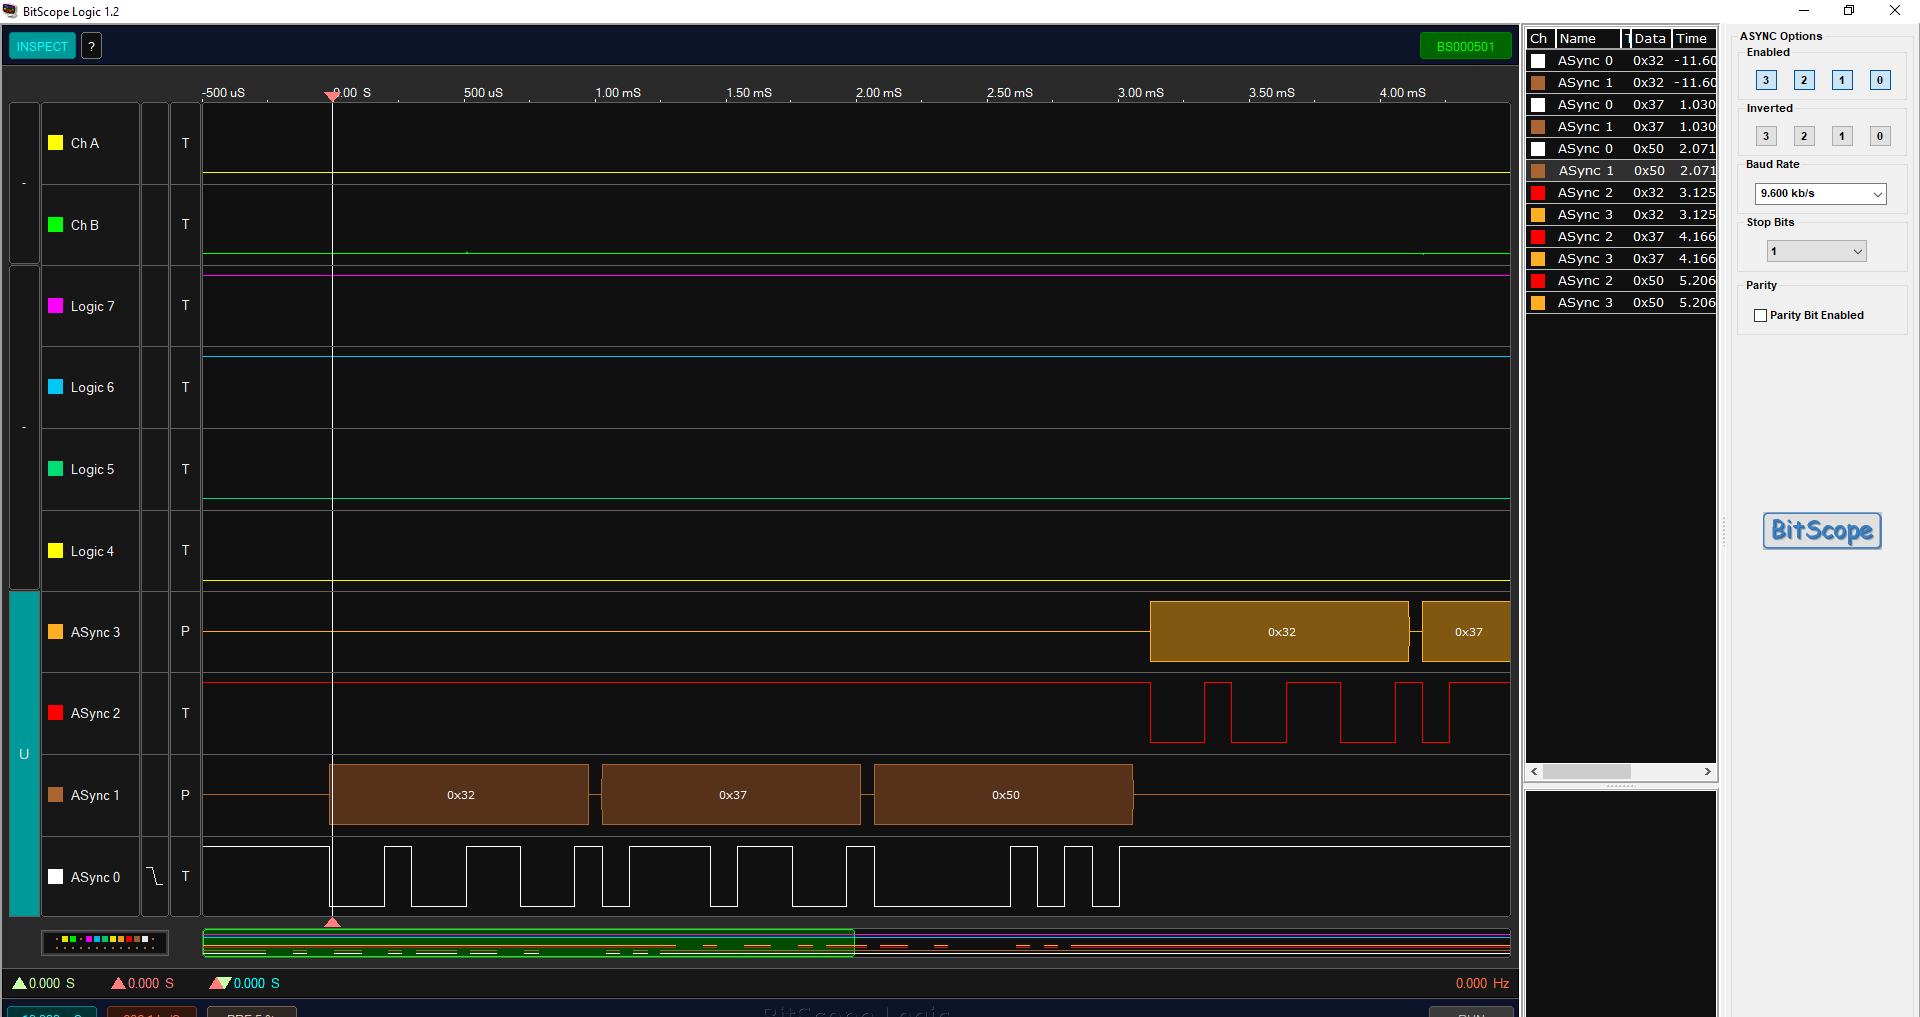 BitScope Logic 1.2
INSPECT ? BS000501
-500 uS 0.00 S 500 uS 1.00 mS 1.50 mS 2.00 mS 2.50 mS 3.00 mS 3.50 mS 4.00 mS
Ch A T
-
Ch B T
Logic 7 T
Logic 6 T
-
Logic 5 T
Logic 4 T
ASync 3 P 0x32 0x37
ASync 2 T
U
ASync 1 P 0x32 0x37 0x50
ASync 0 T
0.000 S 0.000 S 0.000 S 0.000 Hz
Ch Name T Data Time
ASync 0 0x32 -11.60
ASync 1 0x32 -11.60
ASync 0 0x37 1.030
ASync 1 0x37 1.030
ASync 0 0x50 2.071
ASync 1 0x50 2.071
ASync 2 0x32 3.125
ASync 3 0x32 3.125
ASync 2 0x37 4.166
ASync 3 0x37 4.166
ASync 2 0x50 5.206
ASync 3 0x50 5.206
ASYNC Options
Enabled
3 2 1 0
Inverted
3 2 1 0
Baud Rate
9.600 kb/s
Stop Bits
1
Parity
Parity Bit Enabled
BitScope
BitScope Logic